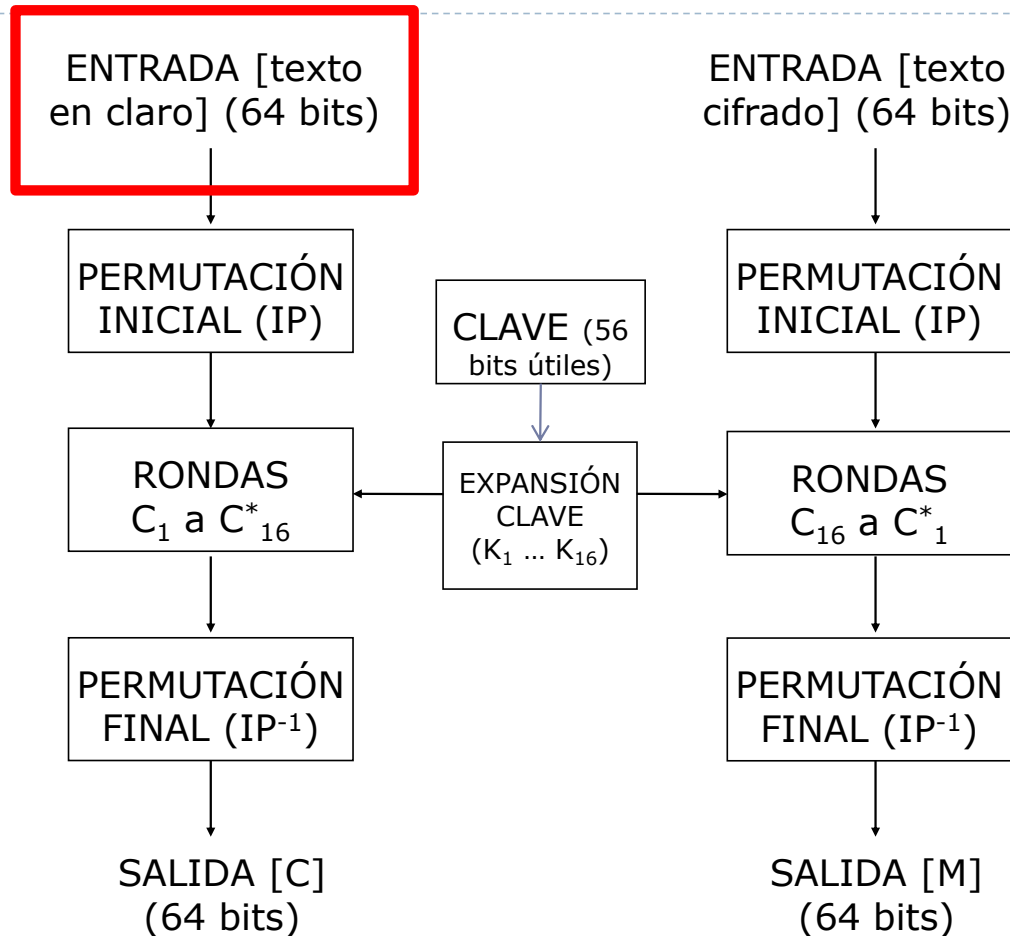 ENTRADA [texto
en claro] (64 bits)
PERMUTACIÓN
INICIAL (IP)
RONDAS
C₁ a C*₁₆
PERMUTACIÓN
FINAL (IP⁻¹)
SALIDA [C]
(64 bits)
CLAVE (56
bits útiles)
EXPANSIÓN
CLAVE
(K₁ ... K₁₆)
ENTRADA [texto
cifrado] (64 bits)
PERMUTACIÓN
INICIAL (IP)
RONDAS
C₁₆ a C*₁
PERMUTACIÓN
FINAL (IP⁻¹)
SALIDA [M]
(64 bits)